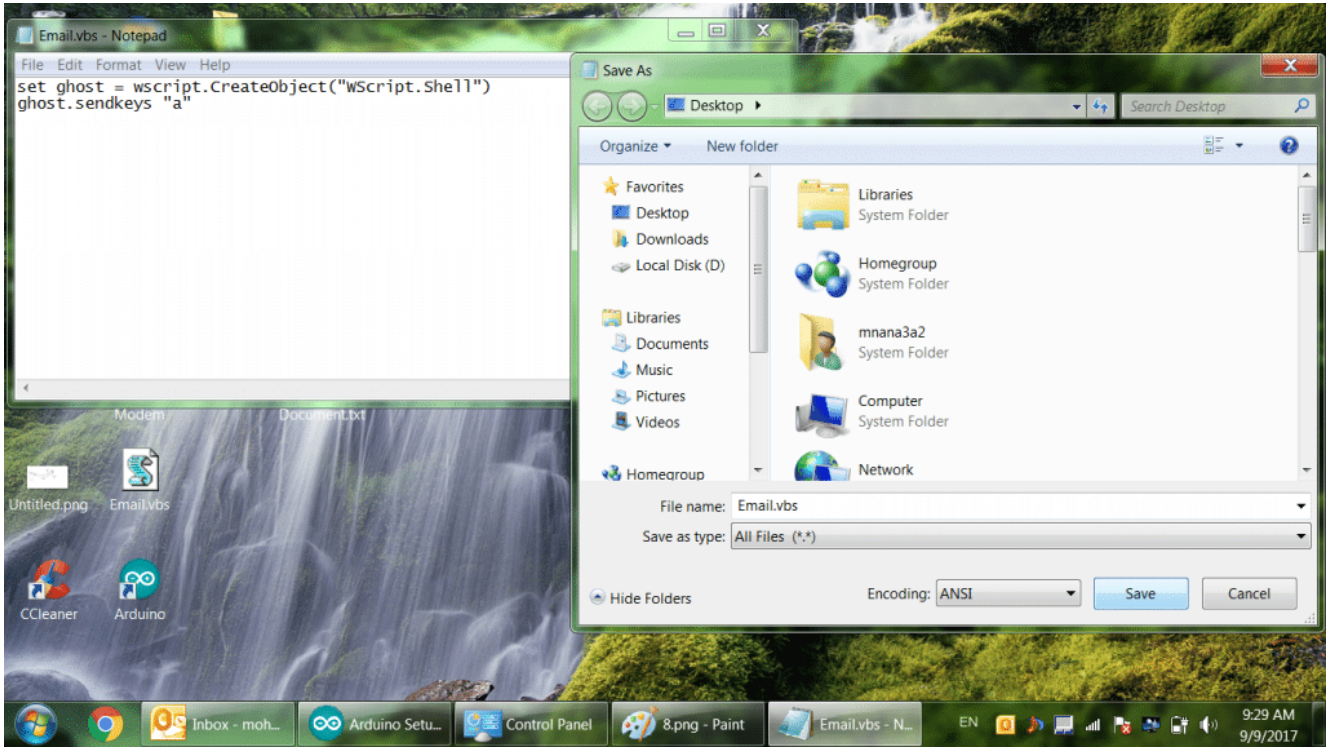 Email.vbs - Notepad
File Edit Format View Help
set ghost = wscript.CreateObject("WScript.Shell")
ghost.sendkeys "a"
Save As
Desktop
Search Desktop
Organize
New folder
Favorites
Desktop
Downloads
Local Disk (D)
Libraries
Documents
Music
Pictures
Videos
Homegroup
Libraries
System Folder
Homegroup
System Folder
mnana3a2
System Folder
Computer
System Folder
Network
File name: Email.vbs
Save as type: All Files (*.*)
Hide Folders
Encoding: ANSI
Save
Cancel
Modem
Document.txt
Untitled.png
Email.vbs
CCleaner
Arduino
Inbox - moh...
Arduino Setu...
Control Panel
8.png - Paint
Email.vbs - N...
EN
9:29 AM
9/9/2017